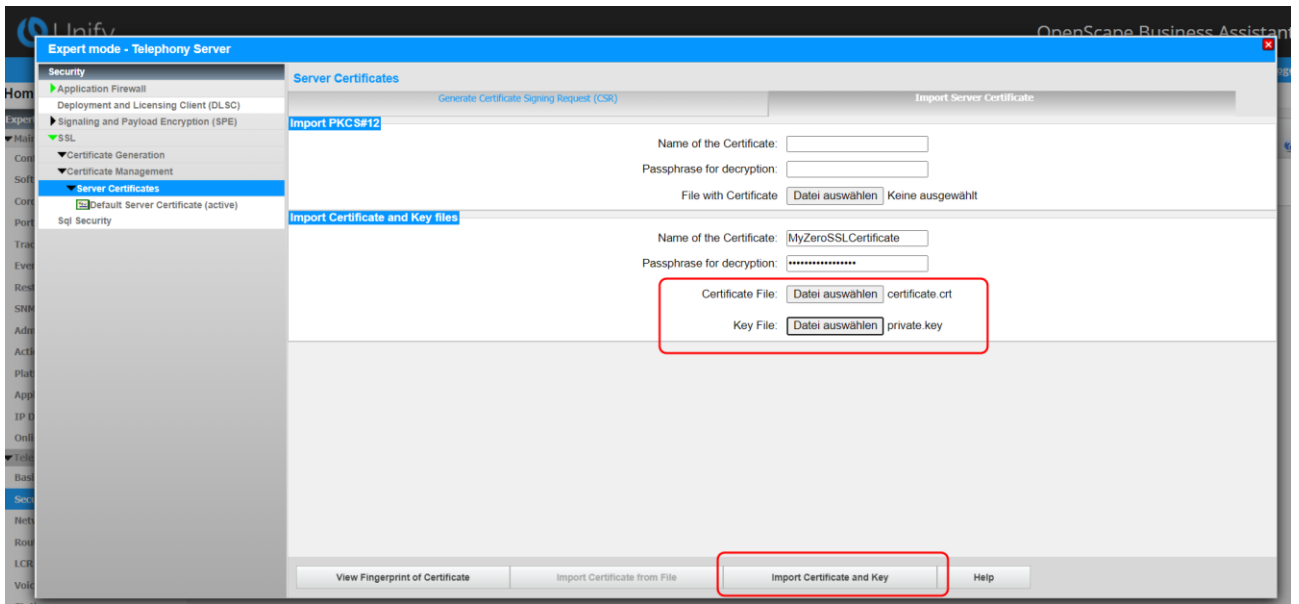 Unify
OpenScape Business Assistant
Expert mode - Telephony Server
Security
Application Firewall
Deployment and Licensing Client (DLSC)
Signaling and Payload Encryption (SPE)
SSL
Certificate Generation
Certificate Management
Server Certificates
Default Server Certificate (active)
Sql Security
Server Certificates
Generate Certificate Signing Request (CSR)
Import Server Certificate
Import PKCS#12
Name of the Certificate:
Passphrase for decryption:
File with Certificate Datei auswählen Keine ausgewählt
Import Certificate and Key files
Name of the Certificate: MyZeroSSLCertificate
Passphrase for decryption: •••••••••••••••••
Certificate File: Datei auswählen certificate.crt
Key File: Datei auswählen private.key
View Fingerprint of Certificate
Import Certificate from File
Import Certificate and Key
Help